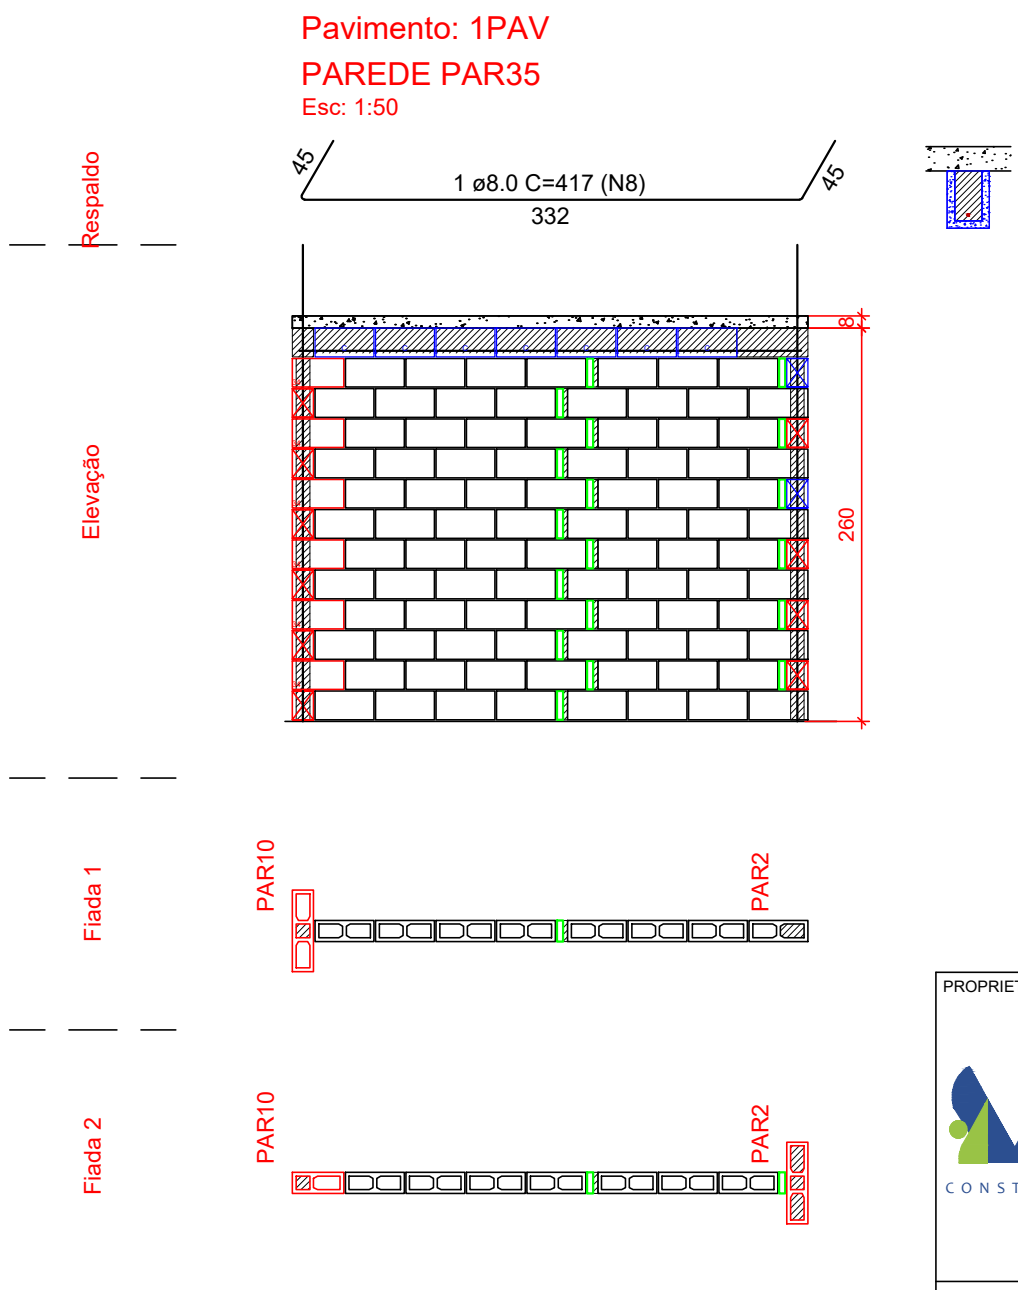 Pavimento: 1PAV
PAREDE PAR35
Esc: 1:50
Respaldo
45
1 ø8.0 C=417 (N8)
45
332
8
Elevação
260
Fiada 1
PAR10
PAR2
PROPRIET
Fiada 2
PAR10
PAR2
CONST